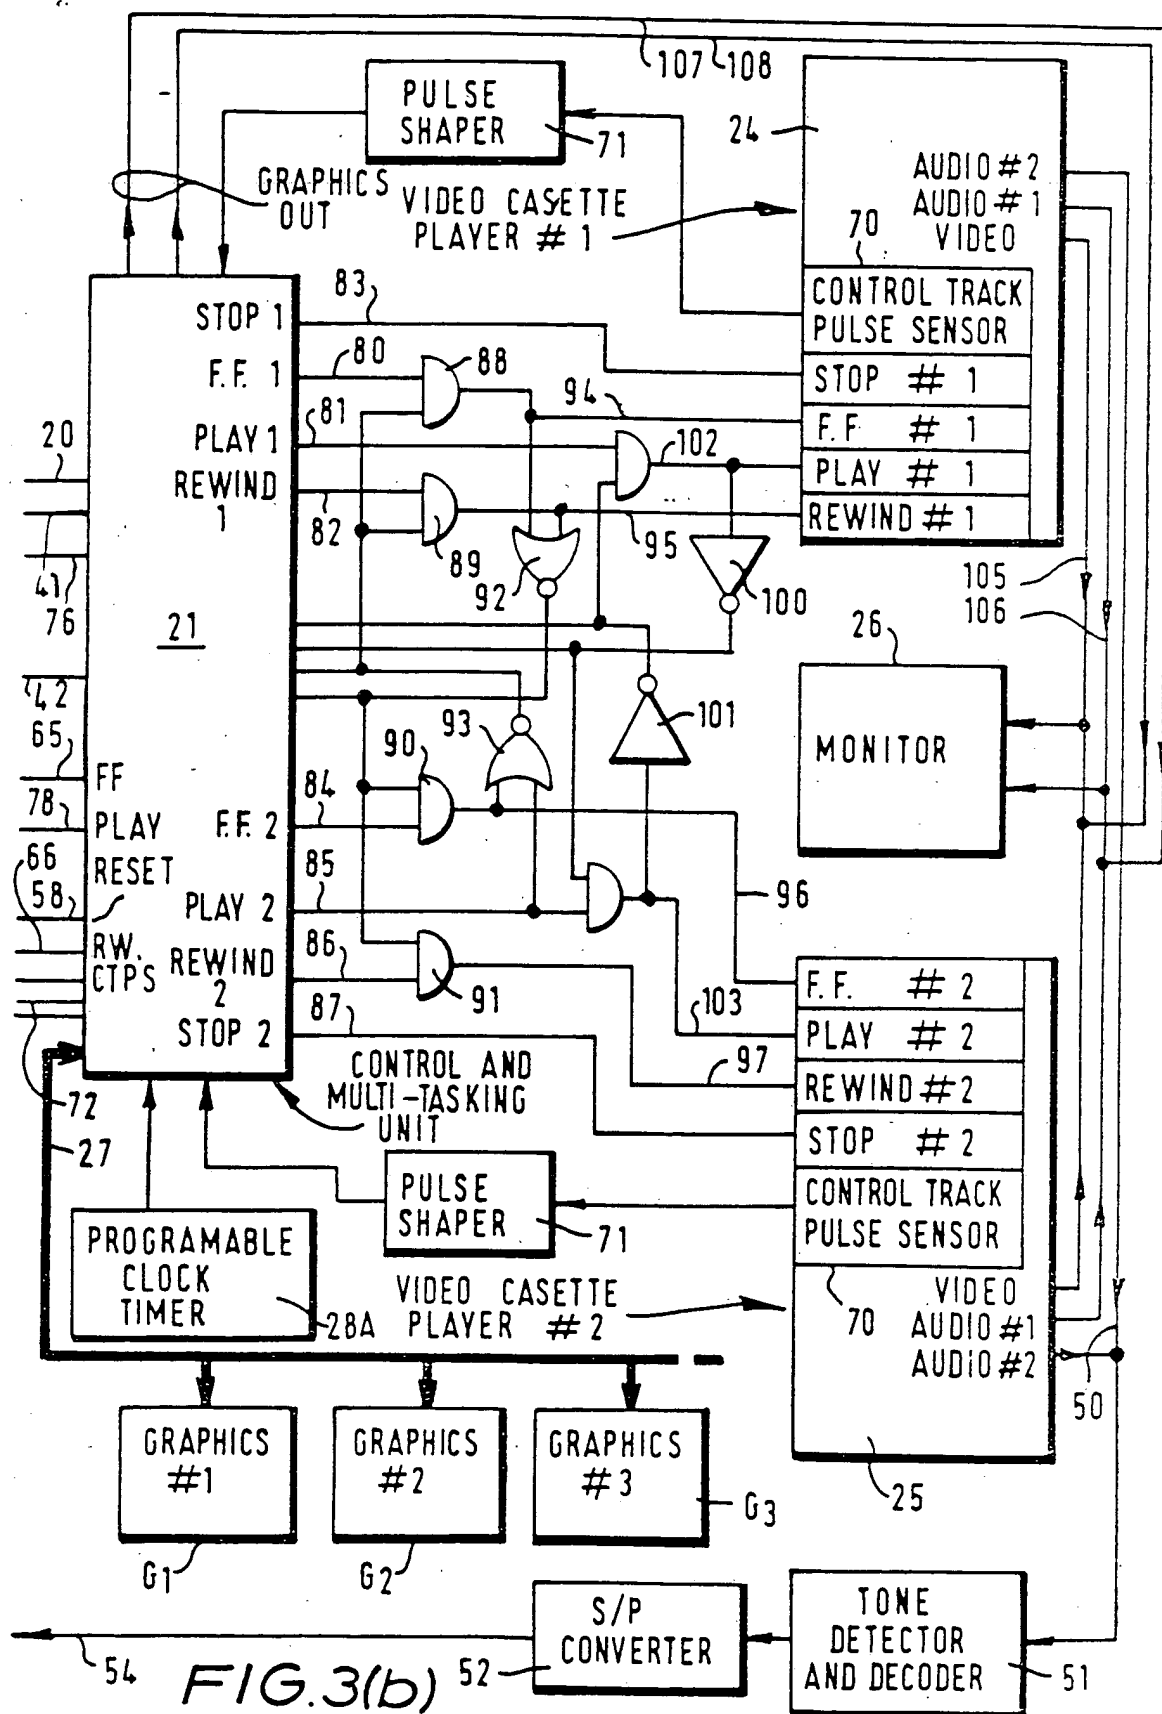 107 108
PULSE
SHAPER
71
24
GRAPHICS
OUT
VIDEO CASETTE
PLAYER # 1
AUDIO # 2
AUDIO # 1
VIDEO
70
CONTROL TRACK
PULSE SENSOR
STOP # 1
F.F # 1
PLAY # 1
REWIND # 1
83
STOP 1
80
88
F.F. 1
94
81
PLAY 1
102
20
REWIND
1
82
89
95
92
100
41
76
21
105
106
26
42
101
93
90
MONITOR
65
FF
84
78
PLAY
F.F. 2
66
RESET
85
96
58
PLAY 2
RW.
CTPS
86
REWIND
2
91
87
103
STOP 2
97
F.F. # 2
PLAY # 2
REWIND # 2
STOP # 2
CONTROL TRACK
PULSE SENSOR
70
VIDEO
AUDIO #1
AUDIO #2
72
27
CONTROL AND
MULTI-TASKING
UNIT
PULSE
SHAPER
71
PROGRAMABLE
CLOCK
TIMER
28A
VIDEO CASETTE
PLAYER # 2
50
25
GRAPHICS
#1
GRAPHICS
#2
GRAPHICS
#3
G1
G2
G3
S/P
CONVERTER
52
TONE
DETECTOR
AND DECODER
51
54
FIG.3(b)